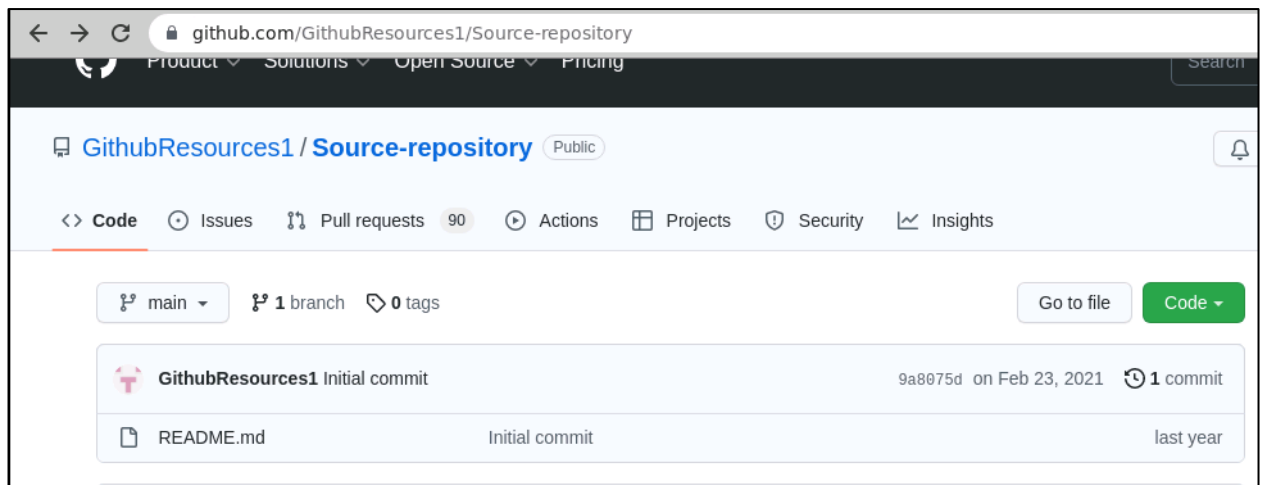 github.com/GithubResources1/Source-repository
Product Solutions Open Source Pricing Search
GithubResources1 / Source-repository Public
Code Issues Pull requests 90 Actions Projects Security Insights
main 1 branch 0 tags Go to file Code
GithubResources1 Initial commit 9a8075d on Feb 23, 2021 1 commit
README.md Initial commit last year